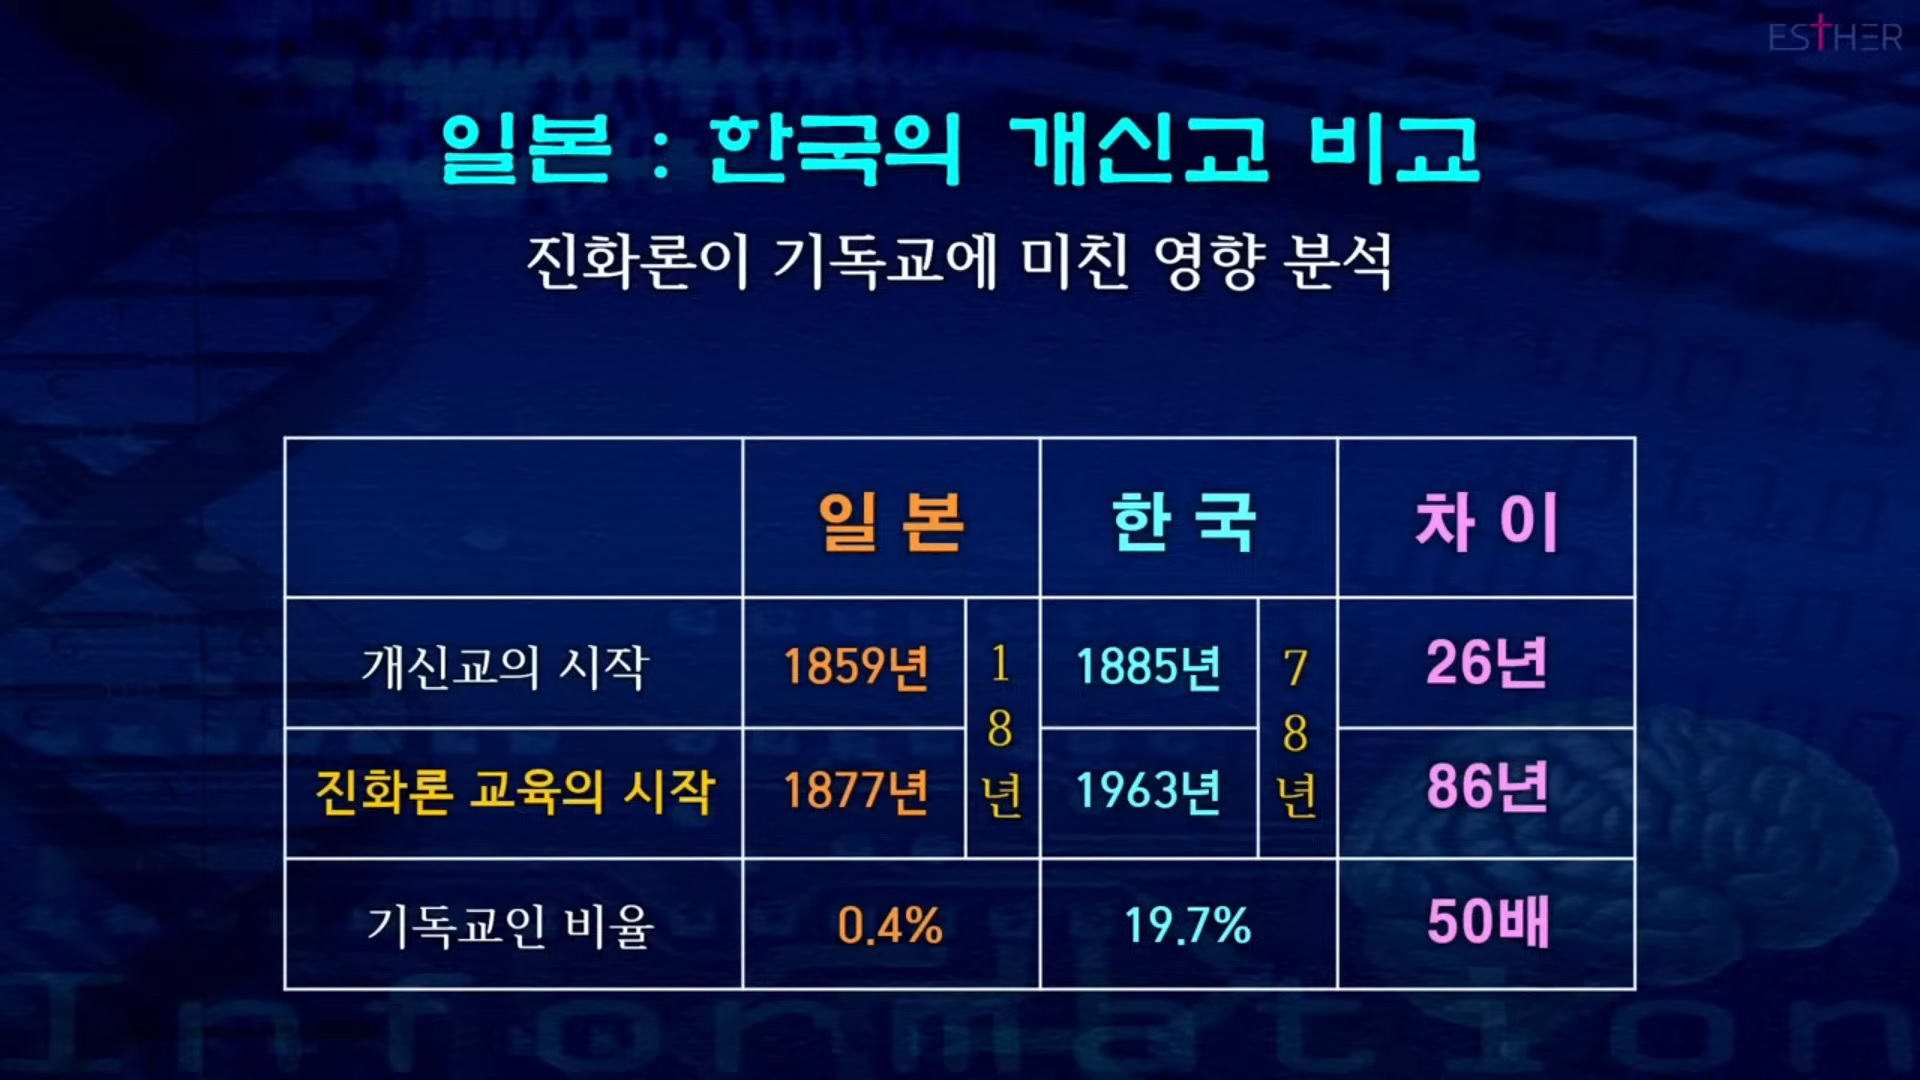 ESTHER
일본 : 한국의 개신교 비교
진화론이 기독교에 미친 영향 분석
일 본 한 국 차 이
개신교의 시작 1859년 1885년 26년
18년 78년
진화론 교육의 시작 1877년 1963년 86년
기독교인 비율 0.4% 19.7% 50배
Information